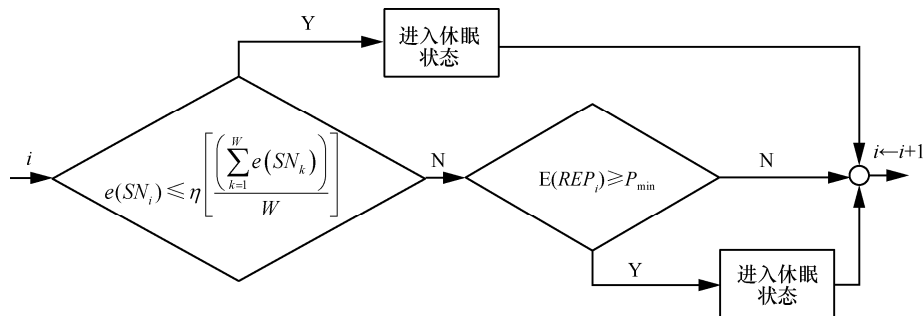 Y
进入休眠
状态
i
e(SN_i) ≤ η[(∑_{k=1}^{W} e(SN_k))/W]
N
E(REP_i)≥P_min
N
i←i+1
Y
进入休眠
状态